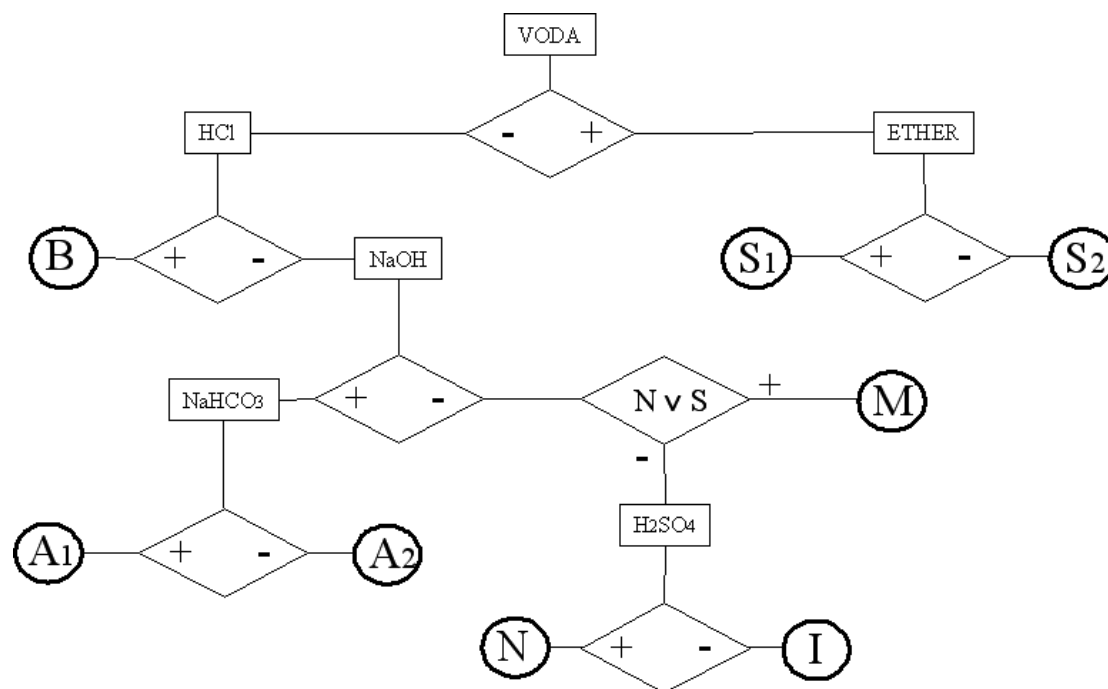 VODA
HCl
-
+
ETHER
B
+
-
NaOH
S1
+
-
S2
NaHCO3
+
-
N v S
+
M
-
H2SO4
A1
+
-
A2
N
+
-
I